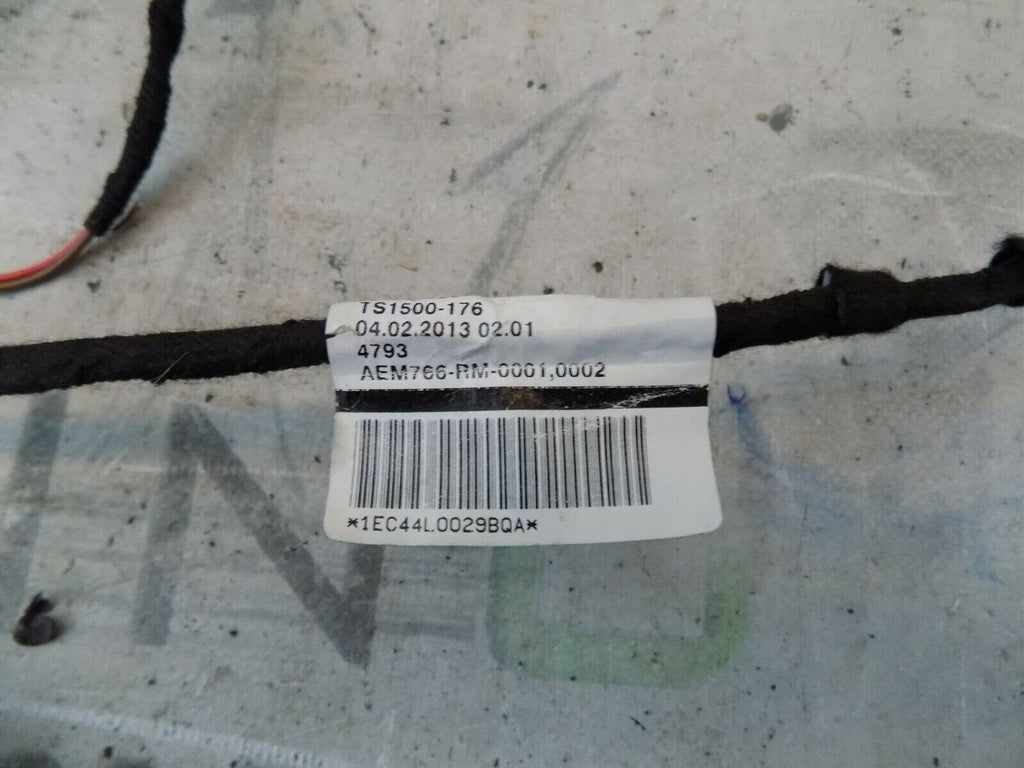 TS1500-176
04.02.2013 02.01
4793
AEM766-RM-0001,0002
*1EC44L0029BQA*